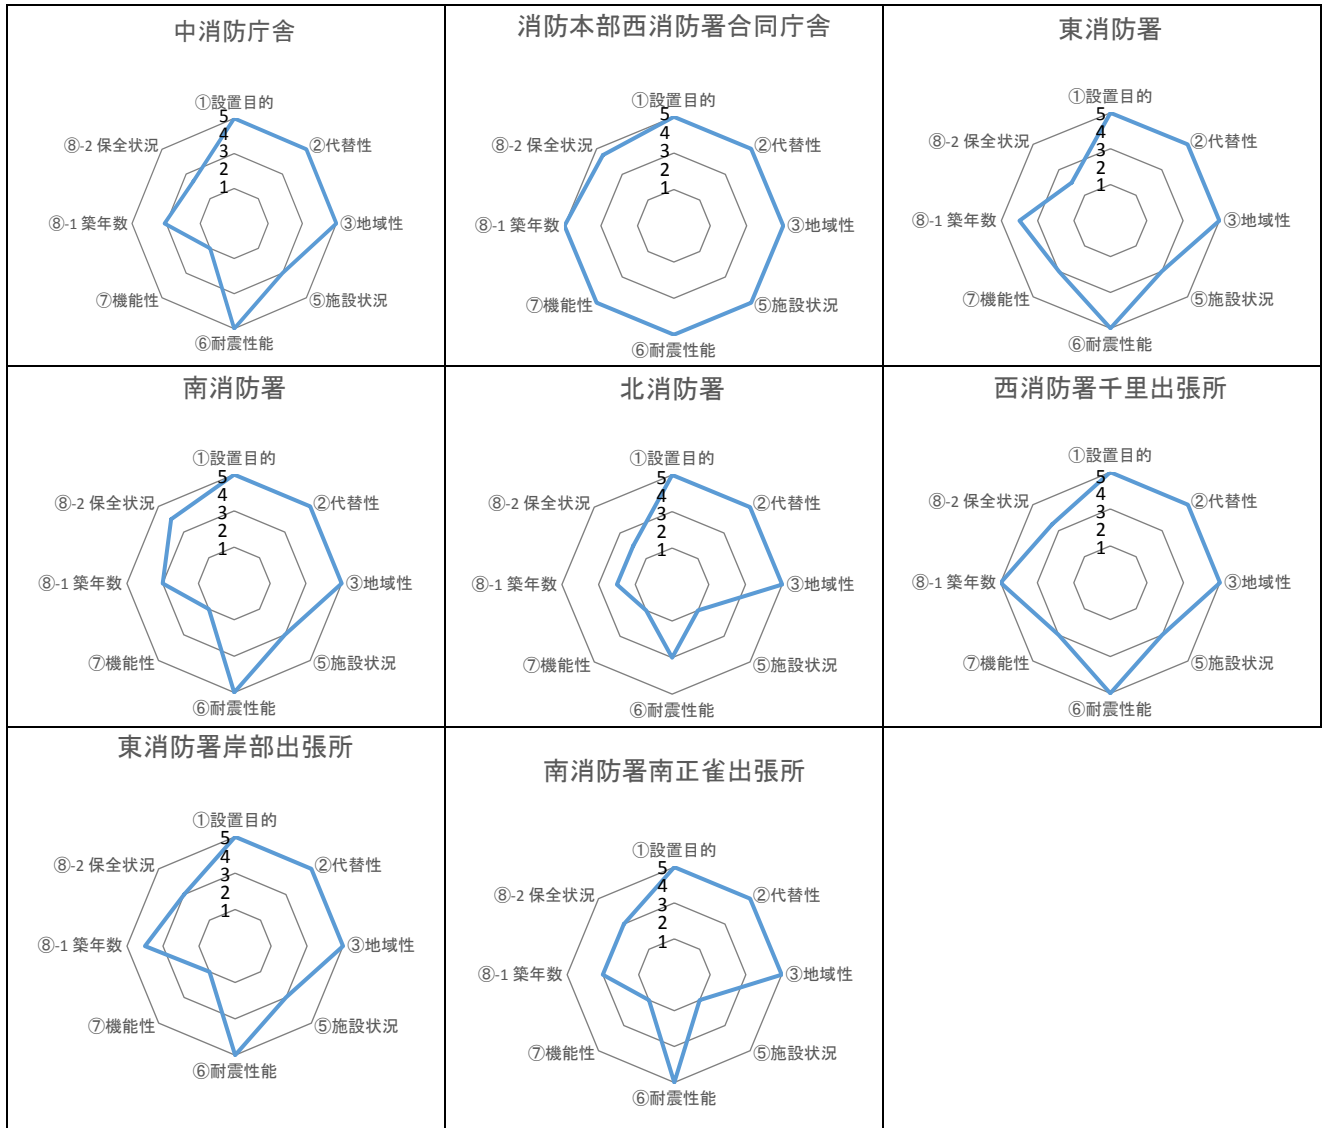 中消防庁舎
①設置目的
5
4
3
2
1
②代替性
③地域性
⑤施設状況
⑥耐震性能
⑦機能性
⑧-1 築年数
⑧-2 保全状況
消防本部西消防署合同庁舎
①設置目的
5
4
3
2
1
②代替性
③地域性
⑤施設状況
⑥耐震性能
⑦機能性
⑧-1 築年数
⑧-2 保全状況
東消防署
①設置目的
5
4
3
2
1
②代替性
③地域性
⑤施設状況
⑥耐震性能
⑦機能性
⑧-1 築年数
⑧-2 保全状況
南消防署
①設置目的
5
4
3
2
1
②代替性
③地域性
⑤施設状況
⑥耐震性能
⑦機能性
⑧-1 築年数
⑧-2 保全状況
北消防署
①設置目的
5
4
3
2
1
②代替性
③地域性
⑤施設状況
⑥耐震性能
⑦機能性
⑧-1 築年数
⑧-2 保全状況
西消防署千里出張所
①設置目的
5
4
3
2
1
②代替性
③地域性
⑤施設状況
⑥耐震性能
⑦機能性
⑧-1 築年数
⑧-2 保全状況
東消防署岸部出張所
①設置目的
5
4
3
2
1
②代替性
③地域性
⑤施設状況
⑥耐震性能
⑦機能性
⑧-1 築年数
⑧-2 保全状況
南消防署南正雀出張所
①設置目的
5
4
3
2
1
②代替性
③地域性
⑤施設状況
⑥耐震性能
⑦機能性
⑧-1 築年数
⑧-2 保全状況